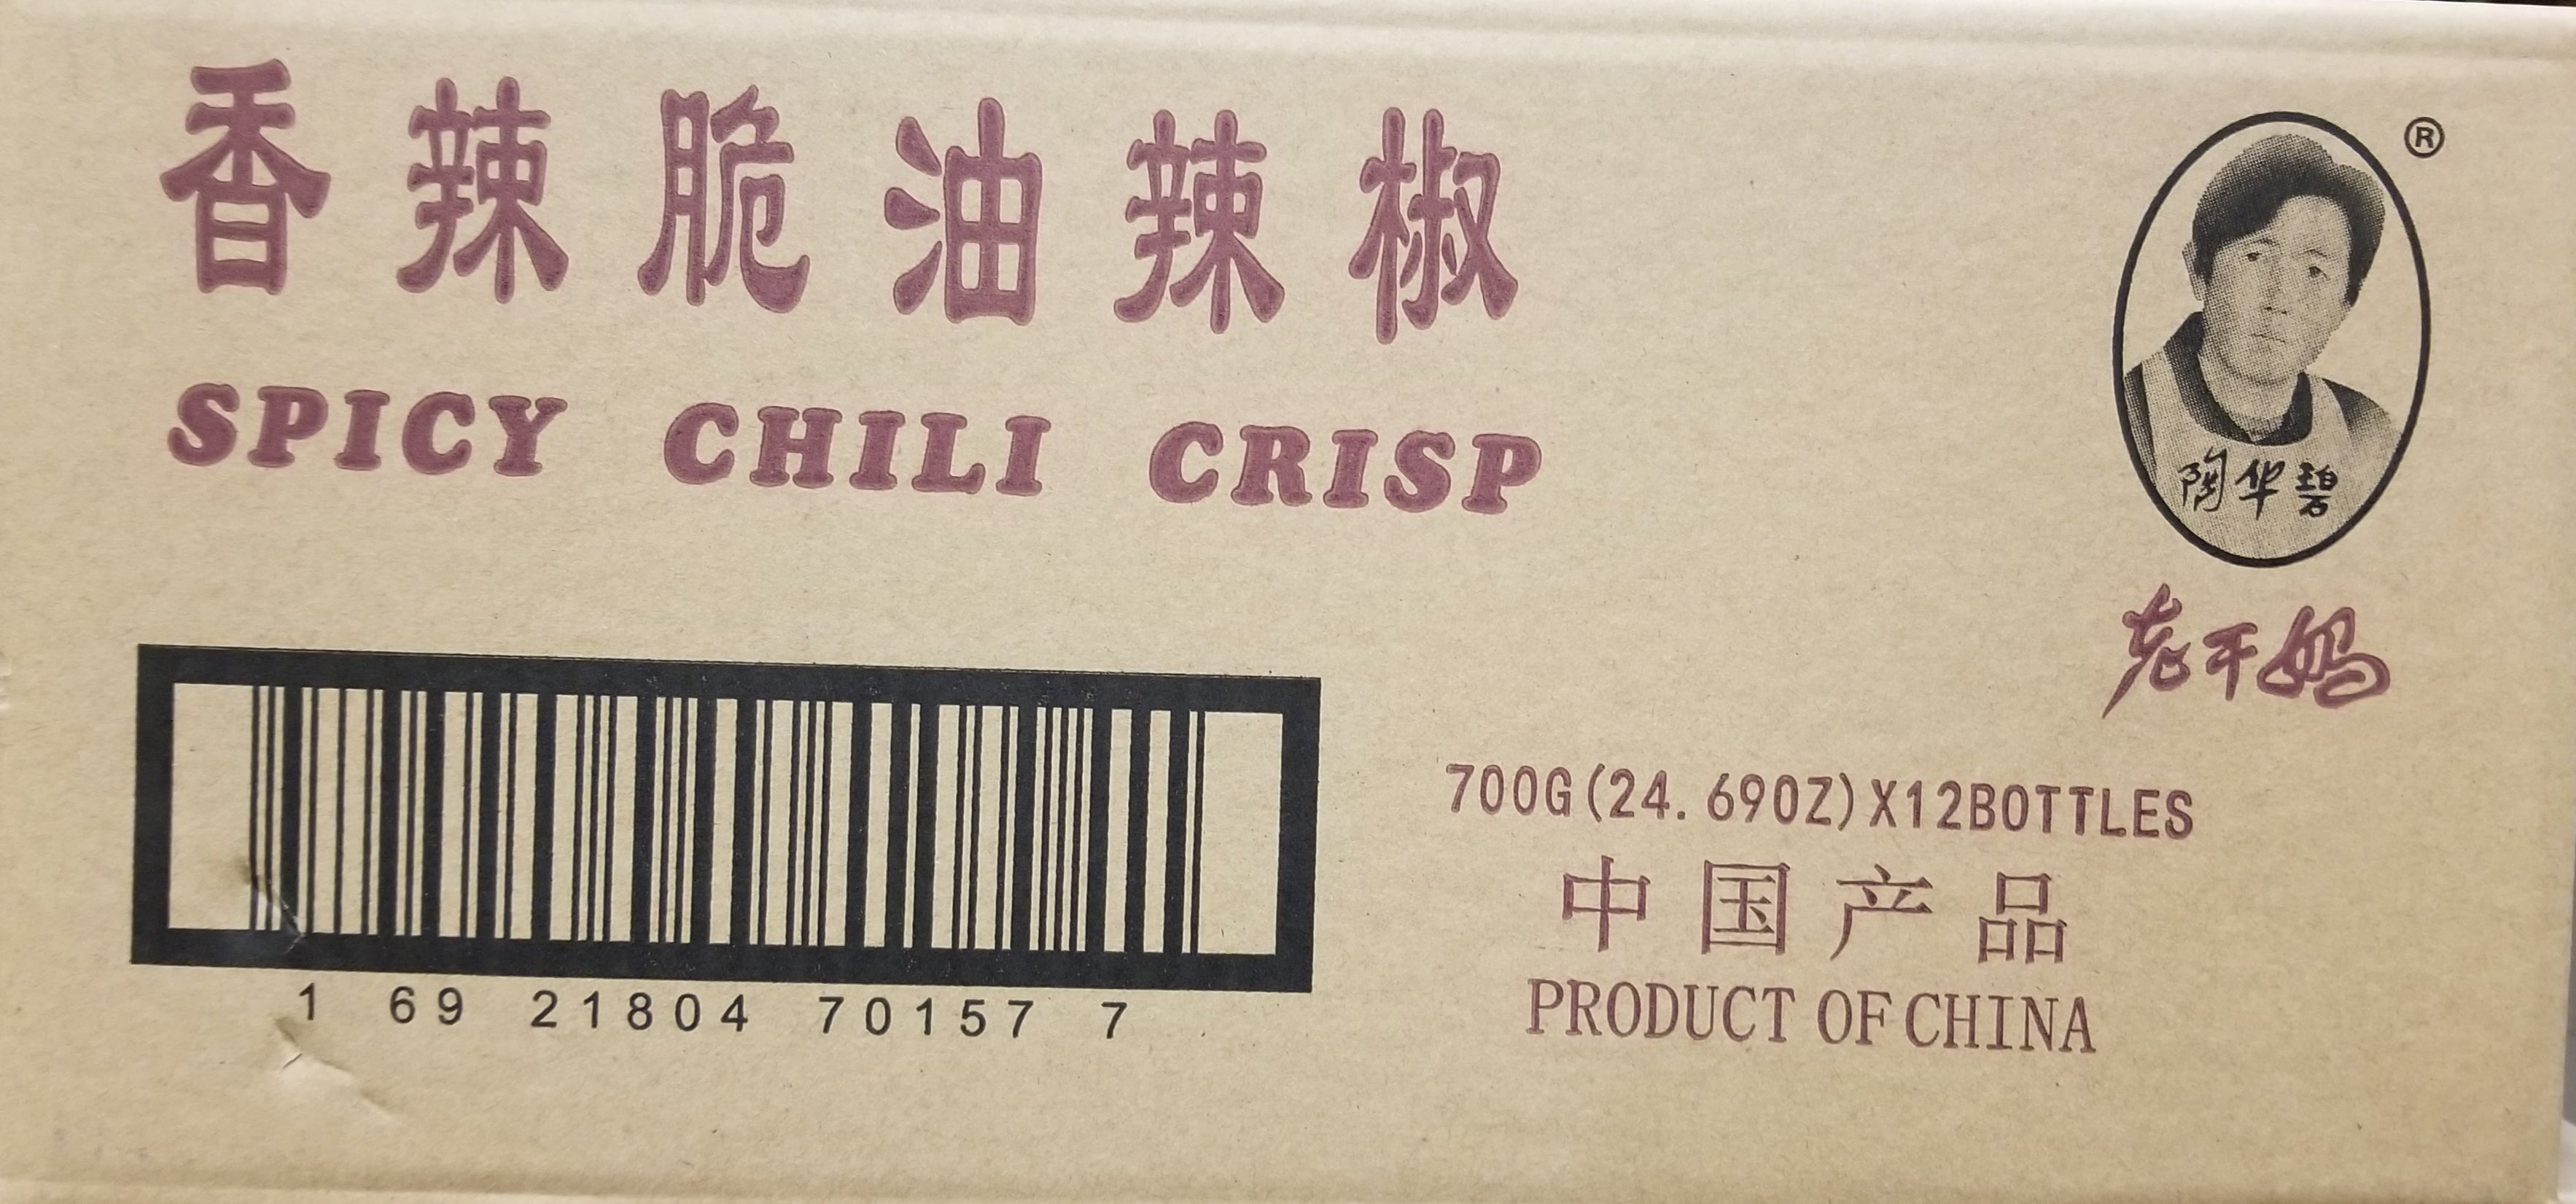 香辣脆油辣椒
SPICY CHILI CRISP
®
陶华碧
老干妈
1 69 21804 70157 7
700G(24.69OZ)X12BOTTLES
中国产品
PRODUCT OF CHINA